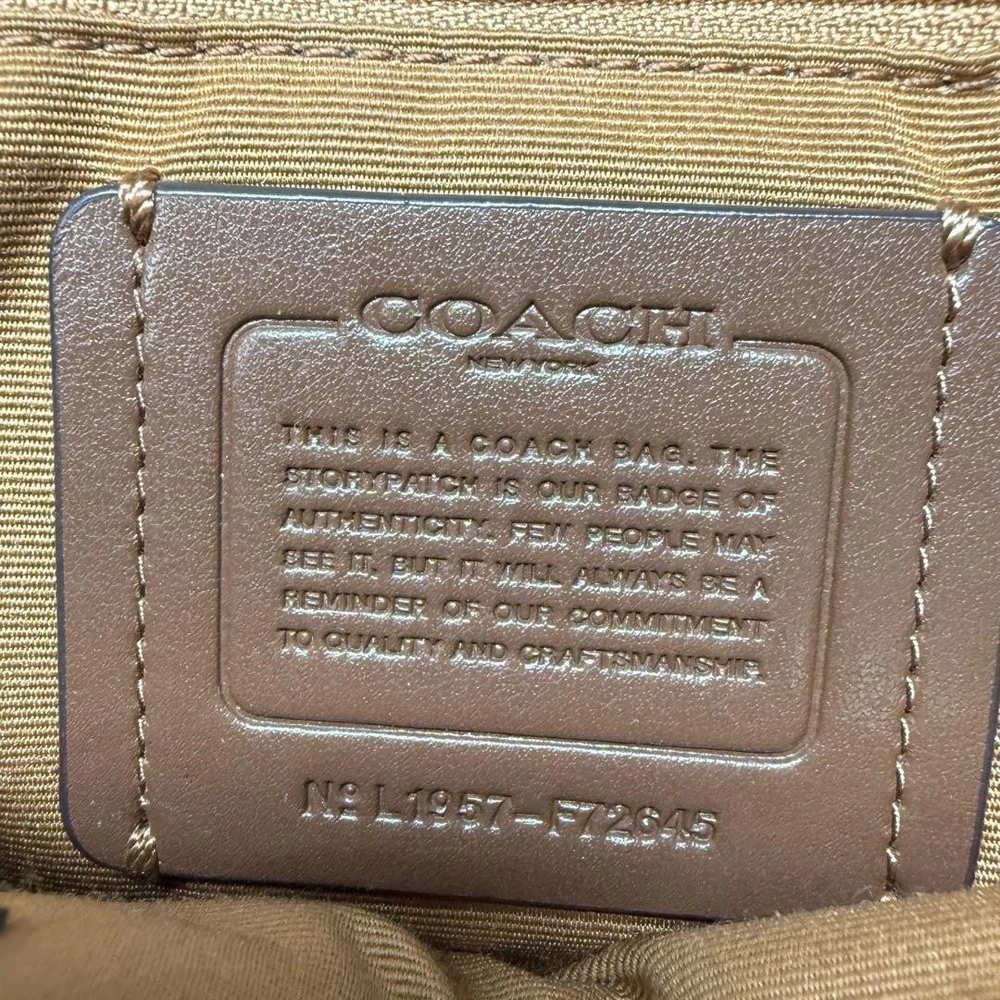 COACH
NEW YORK
THIS IS A COACH BAG. THE
STORYPATCH IS OUR BADGE OF
AUTHENTICITY. FEW PEOPLE MAY
SEE IT, BUT IT WILL ALWAYS BE A
REMINDER OF OUR COMMITMENT
TO QUALITY AND CRAFTSMANSHIP.
Nº L1957-F72645